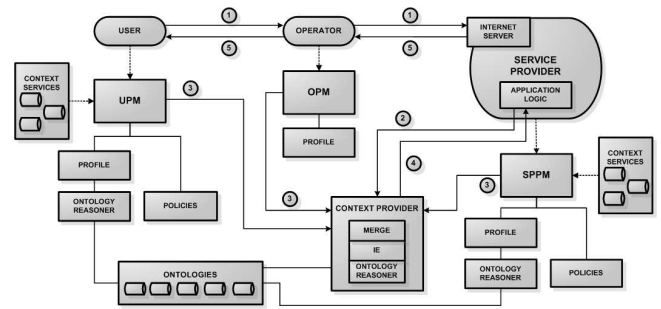 1
1
USER
OPERATOR
INTERNET
SERVER
5
5
SERVICE
PROVIDER
CONTEXT
SERVICES
UPM
3
OPM
APPLICATION
LOGIC
2
PROFILE
4
CONTEXT
SERVICES
PROFILE
SPPM
3
ONTOLOGY
REASONER
POLICIES
3
CONTEXT PROVIDER
MERGE
IE
ONTOLOGY
REASONER
PROFILE
ONTOLOGIES
ONTOLOGY
REASONER
POLICIES